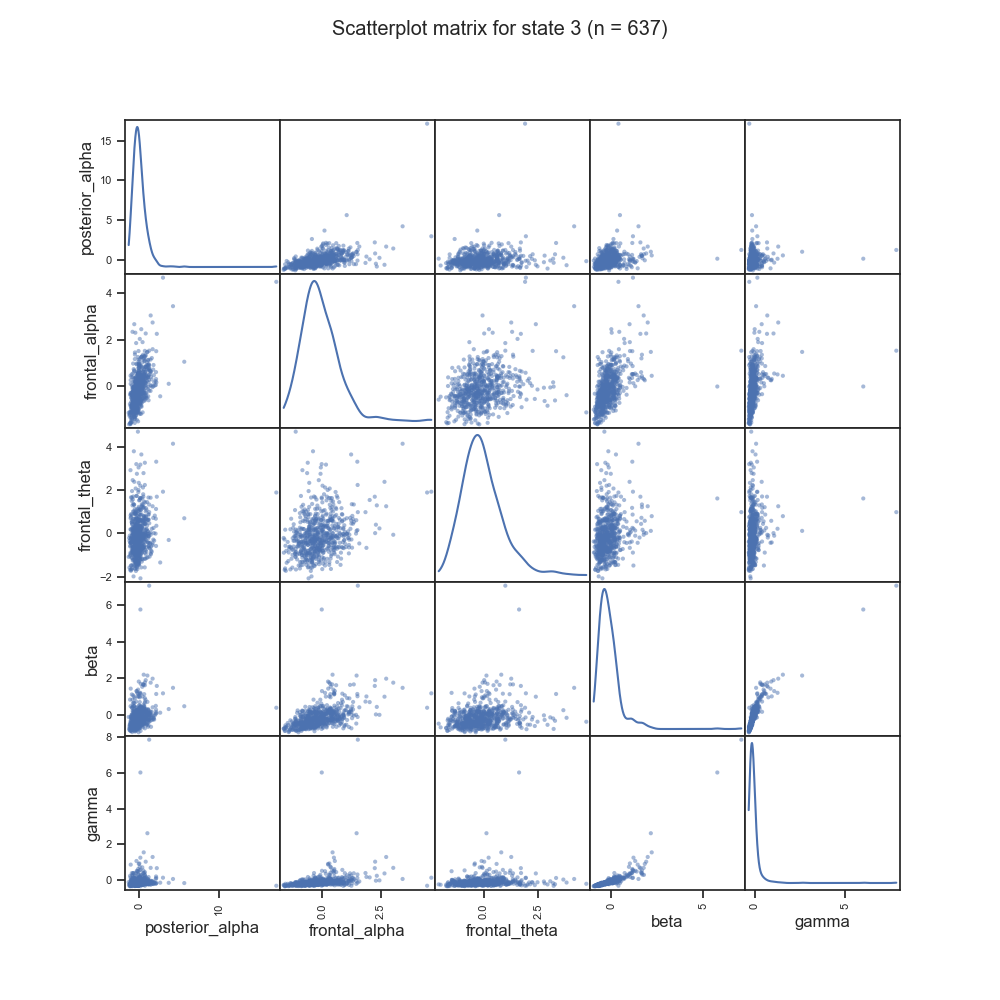 Scatterplot matrix for state 3 (n = 637)
posterior_alpha
15
10
5
0
frontal_alpha
4
2
0
frontal_theta
4
2
0
−2
beta
6
4
2
0
gamma
8
6
4
2
0
0 10 0.0 2.5 0.0 2.5 0 5 0 5
posterior_alpha frontal_alpha frontal_theta beta gamma